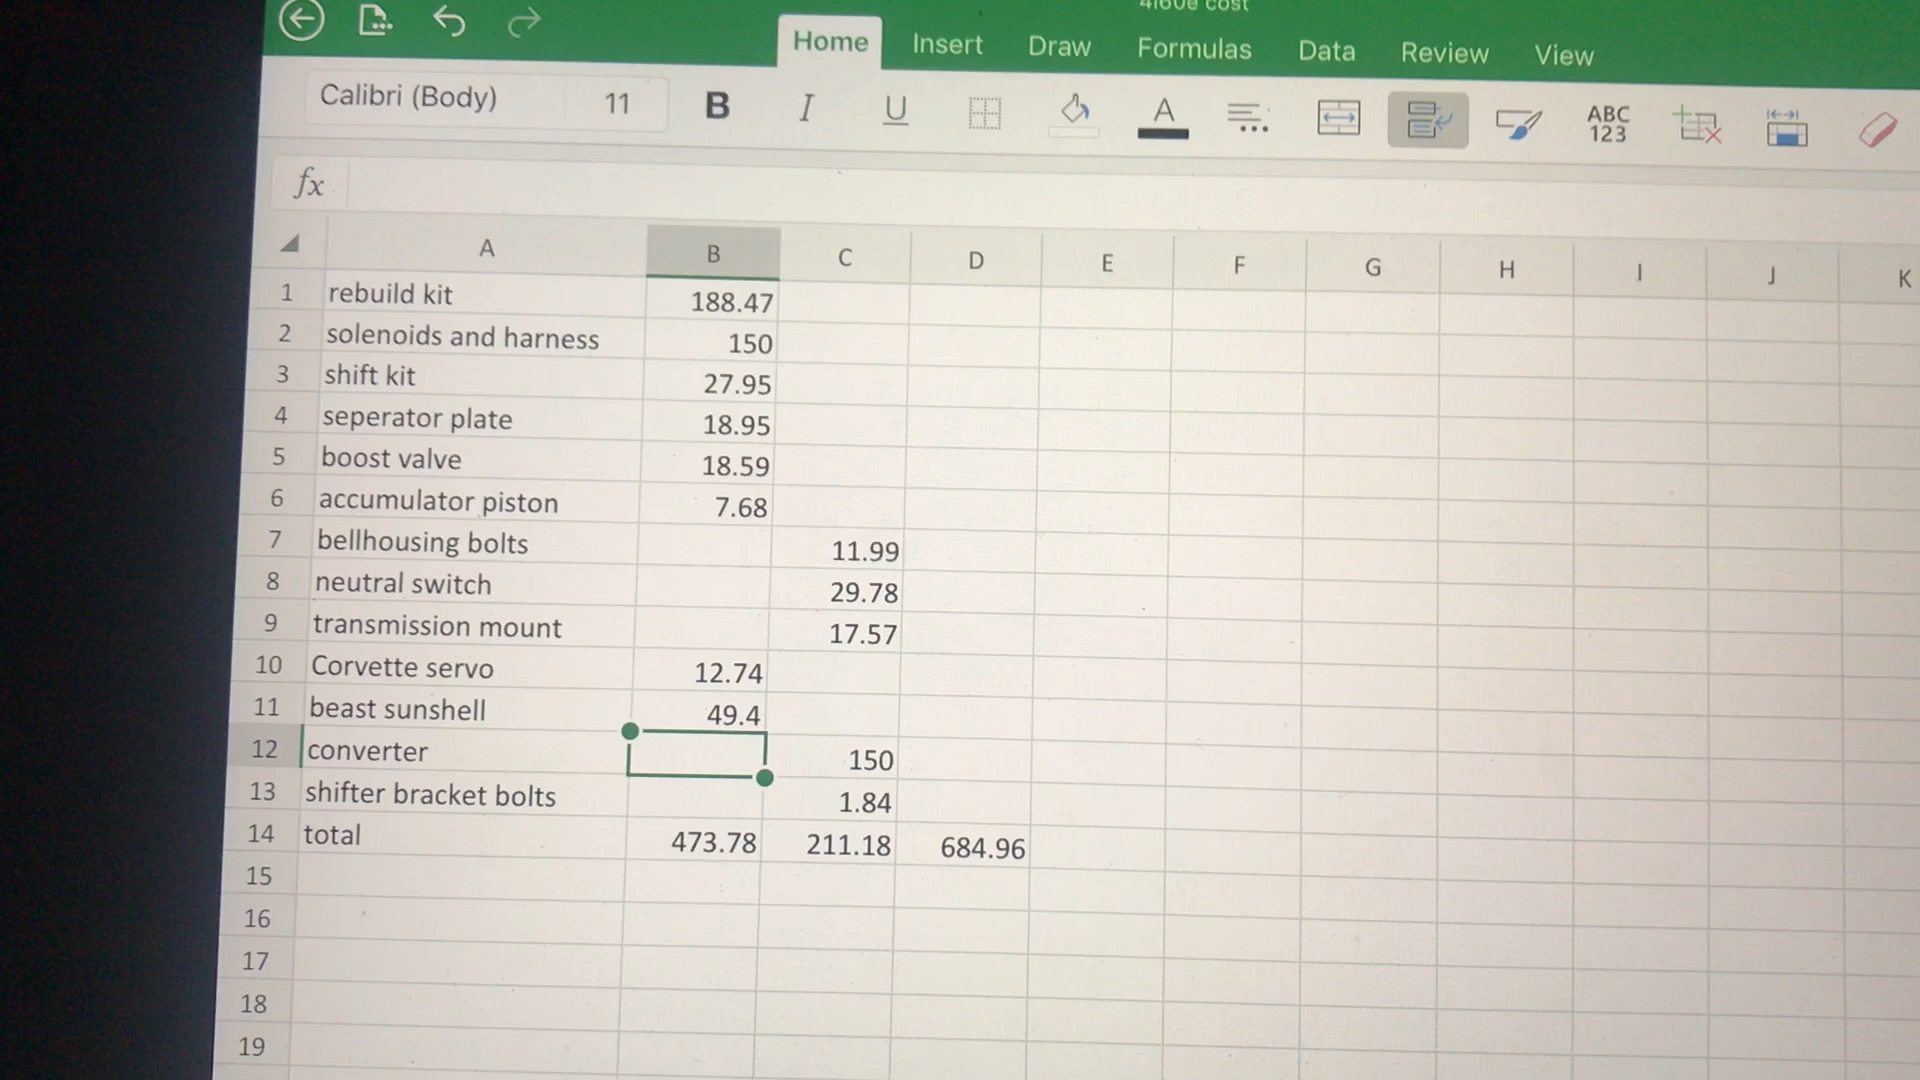 4l60e cost
Home Insert Draw Formulas Data Review View
Calibri (Body) 11 B I U A ABC 123
fx
A B C D E F G H I J K
1 rebuild kit 188.47
2 solenoids and harness 150
3 shift kit 27.95
4 seperator plate 18.95
5 boost valve 18.59
6 accumulator piston 7.68
7 bellhousing bolts 11.99
8 neutral switch 29.78
9 transmission mount 17.57
10 Corvette servo 12.74
11 beast sunshell 49.4
12 converter 150
13 shifter bracket bolts 1.84
14 total 473.78 211.18 684.96
15
16
17
18
19